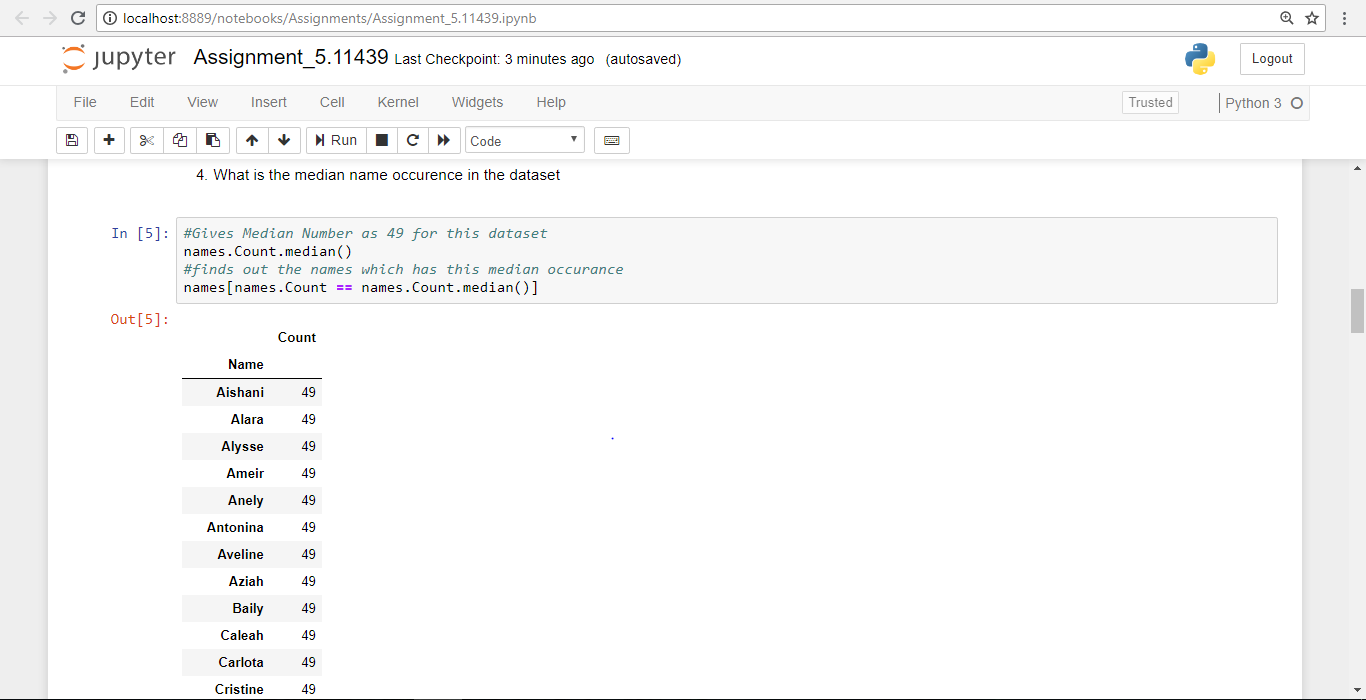 localhost:8889/notebooks/Assignments/Assignment_5.11439.ipynb
jupyter Assignment_5.11439 Last Checkpoint: 3 minutes ago (autosaved) Logout
File Edit View Insert Cell Kernel Widgets Help Trusted Python 3
Run Code
4. What is the median name occurence in the dataset
In [5]: #Gives Median Number as 49 for this dataset
names.Count.median()
#finds out the names which has this median occurance
names[names.Count == names.Count.median()]
Out[5]:
Count
Name
Aishani 49
Alara 49
Alysse 49
Ameir 49
Anely 49
Antonina 49
Aveline 49
Aziah 49
Baily 49
Caleah 49
Carlota 49
Cristine 49